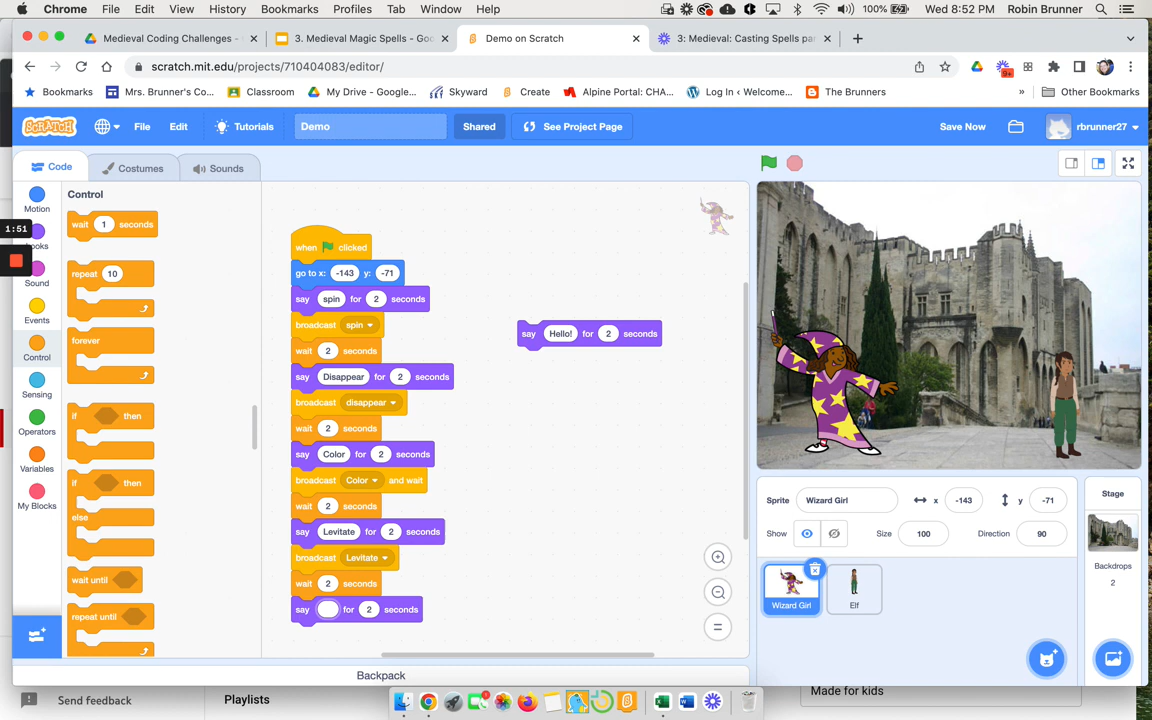 Chrome File Edit View History Bookmarks Profiles Tab Window Help 100% Wed 8:52 PM Robin Brunner
Medieval Coding Challenges -
3. Medieval Magic Spells - Goo
Demo on Scratch
3: Medieval: Casting Spells pa
scratch.mit.edu/projects/710404083/editor/
9+
Bookmarks Mrs. Brunner's Co... Classroom My Drive - Google... Skyward Create Alpine Portal: CHA... Log In ‹ Welcome... The Brunners » Other Bookmarks
SCRATCH File Edit Tutorials Demo Shared See Project Page Save Now rbrunner27
Code Costumes Sounds
Motion
1:51
ooks
Sound
Events
Control
Sensing
Operators
Variables
My Blocks
Control
wait 1 seconds
repeat 10
forever
if then
if then
else
wait until
repeat until
when clicked
go to x: -143 y: -71
say spin for 2 seconds
broadcast spin
wait 2 seconds
say Disappear for 2 seconds
broadcast disappear
wait 2 seconds
say Color for 2 seconds
broadcast Color and wait
wait 2 seconds
say Levitate for 2 seconds
broadcast Levitate
wait 2 seconds
say for 2 seconds
say Hello! for 2 seconds
Sprite Wizard Girl x -143 y -71
Show Size 100 Direction 90
Wizard Girl
Elf
Stage
Backdrops
2
Backpack
Send feedback
Playlists
Made for kids